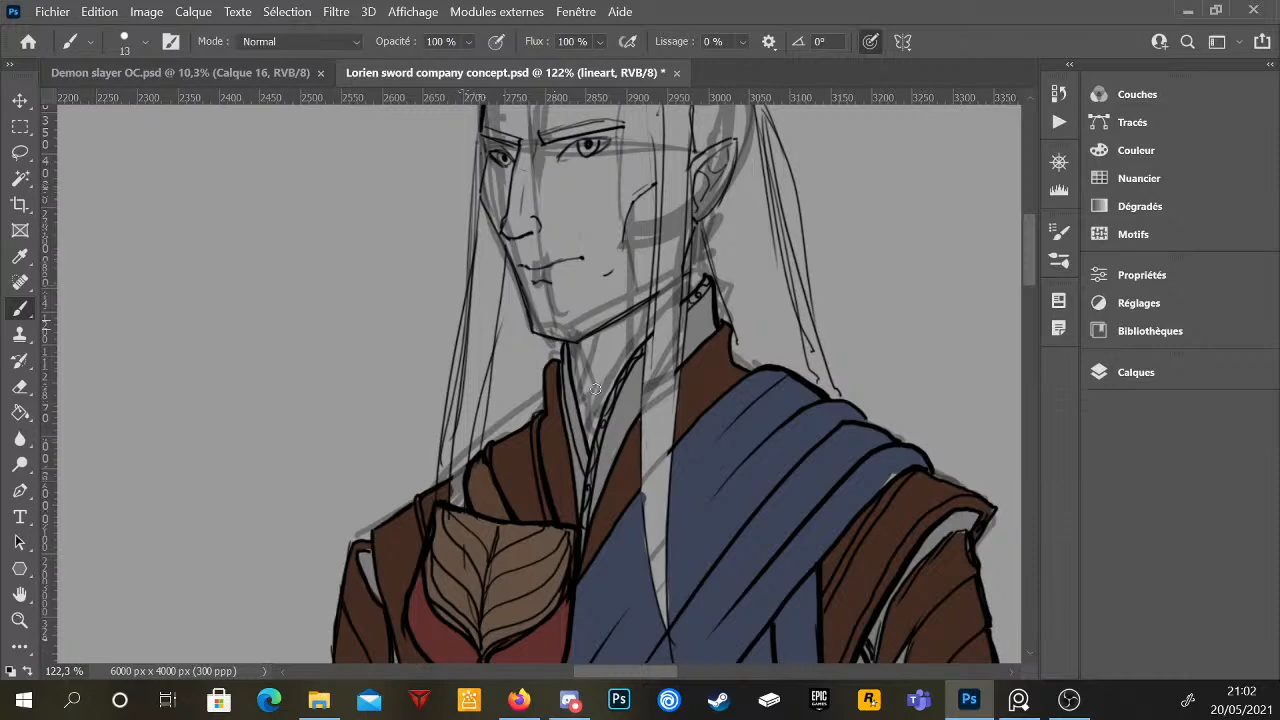 Ps Fichier Edition Image Calque Texte Sélection Filtre 3D Affichage Modules externes Fenêtre Aide
13 Mode: Normal Opacité: 100 % Flux: 100 % Lissage: 0 % 0°
Demon slayer OC.psd @ 10,3% (Calque 16, RVB/8) × Lorien sword company concept.psd @ 122% (lineart, RVB/8) * ×
2200 2300 2350 2400 2450 2500 2550 2600 2650 2700 2750 2800 2850 2900 2950 3000 3050 3100 3150 3200 3250 3300 3350
Couches
Tracés
Couleur
Nuancier
Dégradés
Motifs
Propriétés
Réglages
Bibliothèques
Calques
122,3 % 6000 px x 4000 px (300 ppp)
Ps EPIC GAMES R Ps
21:02
20/05/2021